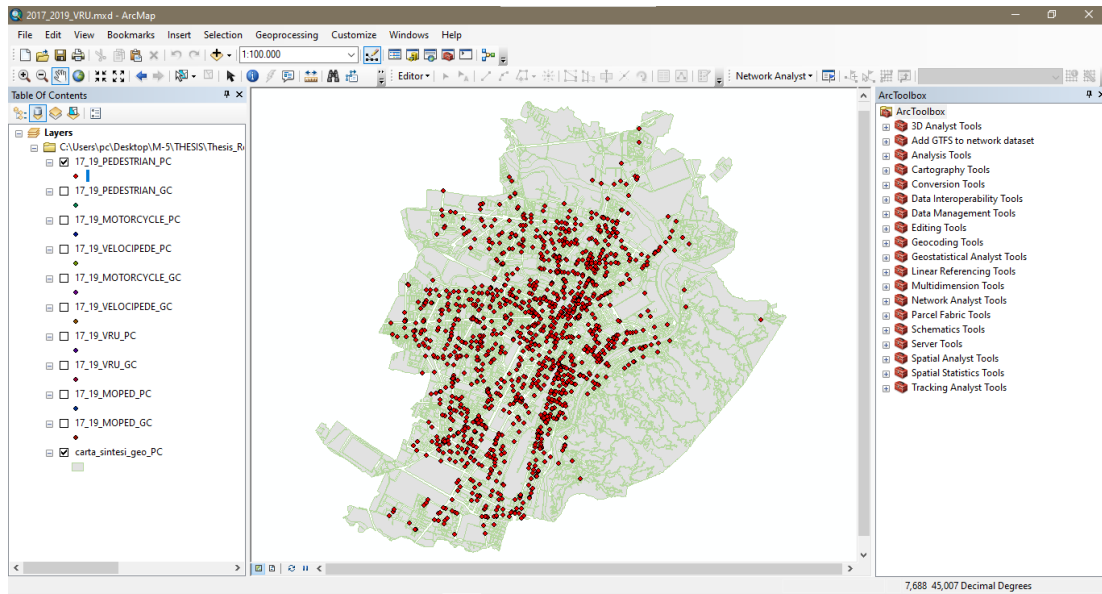 2017_2019_VRU.mxd - ArcMap
File Edit View Bookmarks Insert Selection Geoprocessing Customize Windows Help
1:100.000
Editor Network Analyst
Table Of Contents
ArcToolbox
Layers
C:\Users\pc\Desktop\M-5\THESIS\Thesis_R
17_19_PEDESTRIAN_PC
17_19_PEDESTRIAN_GC
17_19_MOTORCYCLE_PC
17_19_VELOCIPEDE_PC
17_19_MOTORCYCLE_GC
17_19_VELOCIPEDE_GC
17_19_VRU_PC
17_19_VRU_GC
17_19_MOPED_PC
17_19_MOPED_GC
carta_sintesi_geo_PC
ArcToolbox
3D Analyst Tools
Add GTFS to network dataset
Analysis Tools
Cartography Tools
Conversion Tools
Data Interoperability Tools
Data Management Tools
Editing Tools
Geocoding Tools
Geostatistical Analyst Tools
Linear Referencing Tools
Multidimension Tools
Network Analyst Tools
Parcel Fabric Tools
Schematics Tools
Server Tools
Spatial Analyst Tools
Spatial Statistics Tools
Tracking Analyst Tools
7,688 45,007 Decimal Degrees